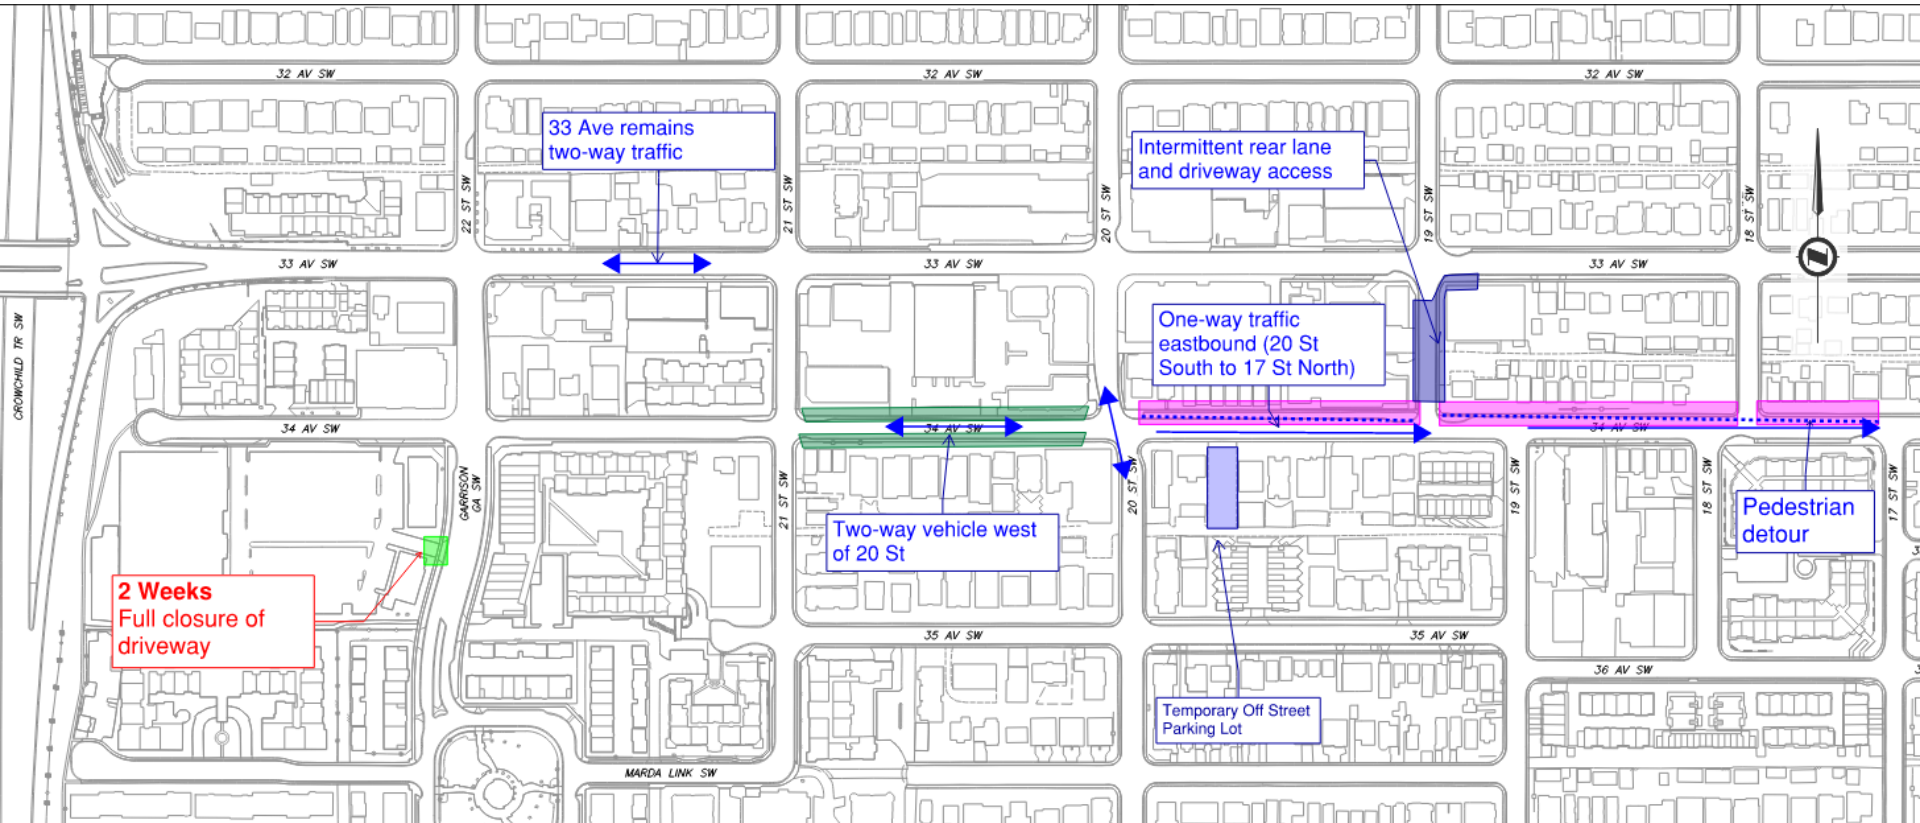 32 AV SW
32 AV SW
32 AV SW
33 Ave remains
two-way traffic
Intermittent rear lane
and driveway access
22 ST SW
21 ST SW
20 ST SW
19 ST SW
18 ST SW
33 AV SW
33 AV SW
33 AV SW
N
CROWCHILD TR SW
One-way traffic
eastbound (20 St
South to 17 St North)
34 AV SW
34 AV SW
34 AV SW
GARRISON
GA SW
21 ST SW
20 ST SW
19 ST SW
18 ST SW
17 ST SW
Two-way vehicle west
of 20 St
Pedestrian
detour
2 Weeks
Full closure of
driveway
35 AV SW
35 AV SW
36 AV SW
Temporary Off Street
Parking Lot
MARDA LINK SW